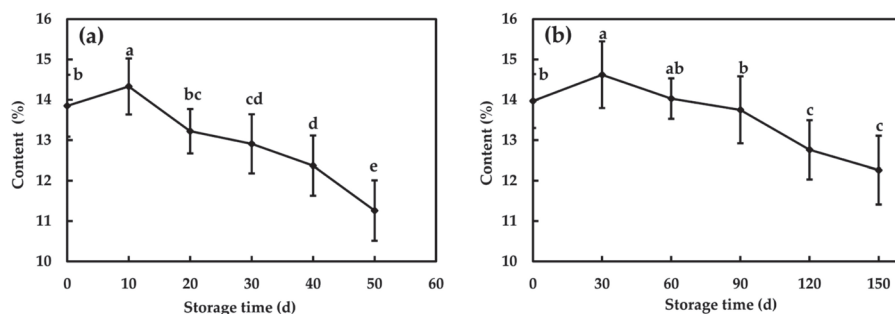 (a)
Content (%)
16
15
14
13
12
11
10
b
a
bc
cd
d
e
0 10 20 30 40 50 60
Storage time (d)
(b)
Content (%)
16
15
14
13
12
11
10
b
a
ab
b
c
c
0 30 60 90 120 150
Storage time (d)